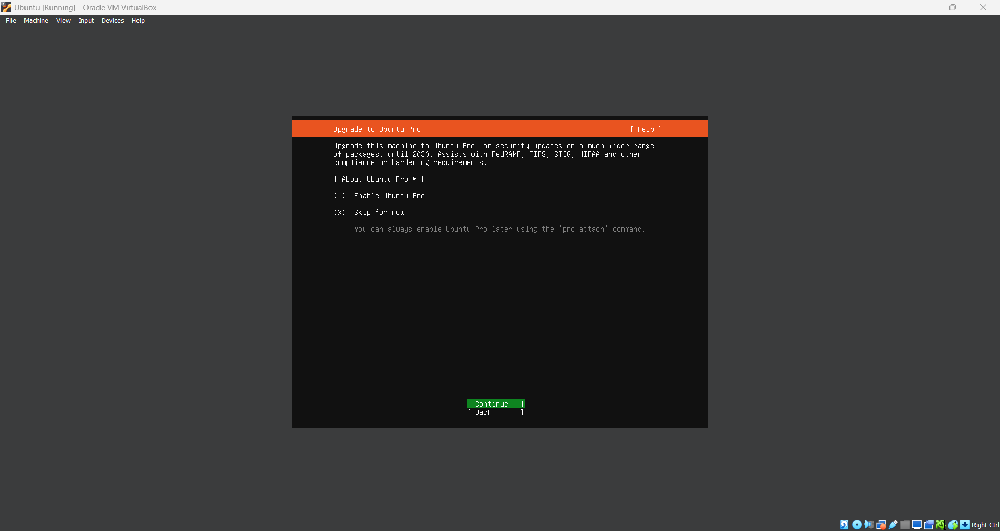 Ubuntu [Running] - Oracle VM VirtualBox
File Machine View Input Devices Help
Upgrade to Ubuntu Pro [ Help ]
Upgrade this machine to Ubuntu Pro for security updates on a much wider range
of packages, until 2030. Assists with FedRAMP, FIPS, STIG, HIPAA and other
compliance or hardening requirements.
[ About Ubuntu Pro ▸ ]
( ) Enable Ubuntu Pro
(X) Skip for now
You can always enable Ubuntu Pro later using the 'pro attach' command.
[ Continue ]
[ Back ]
Right Ctrl